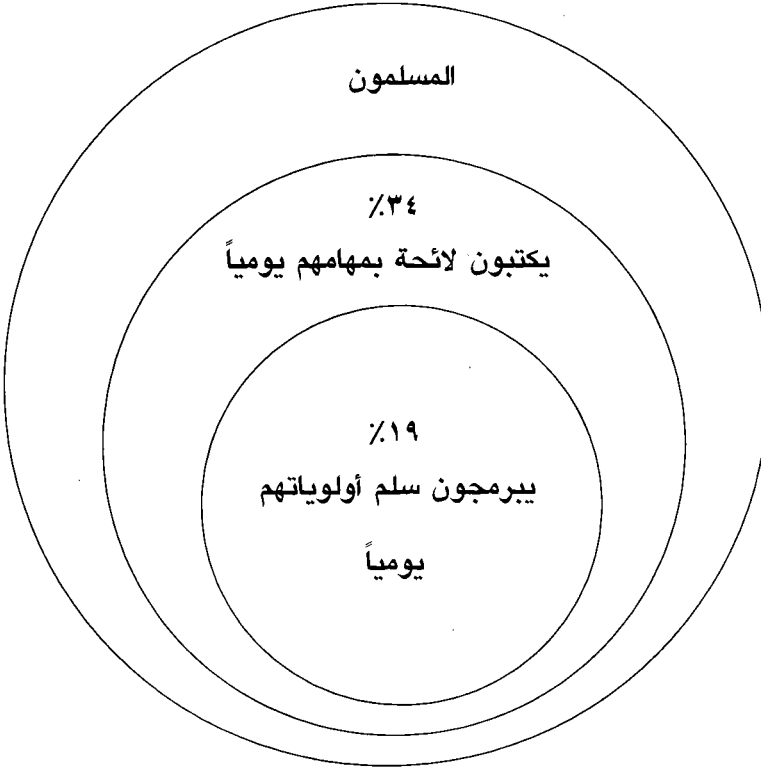 المسلمون
٪٣٤
يكتبون لائحة بمهامهم يومياً
٪١٩
يبرمجون سلم أولوياتهم
يومياً